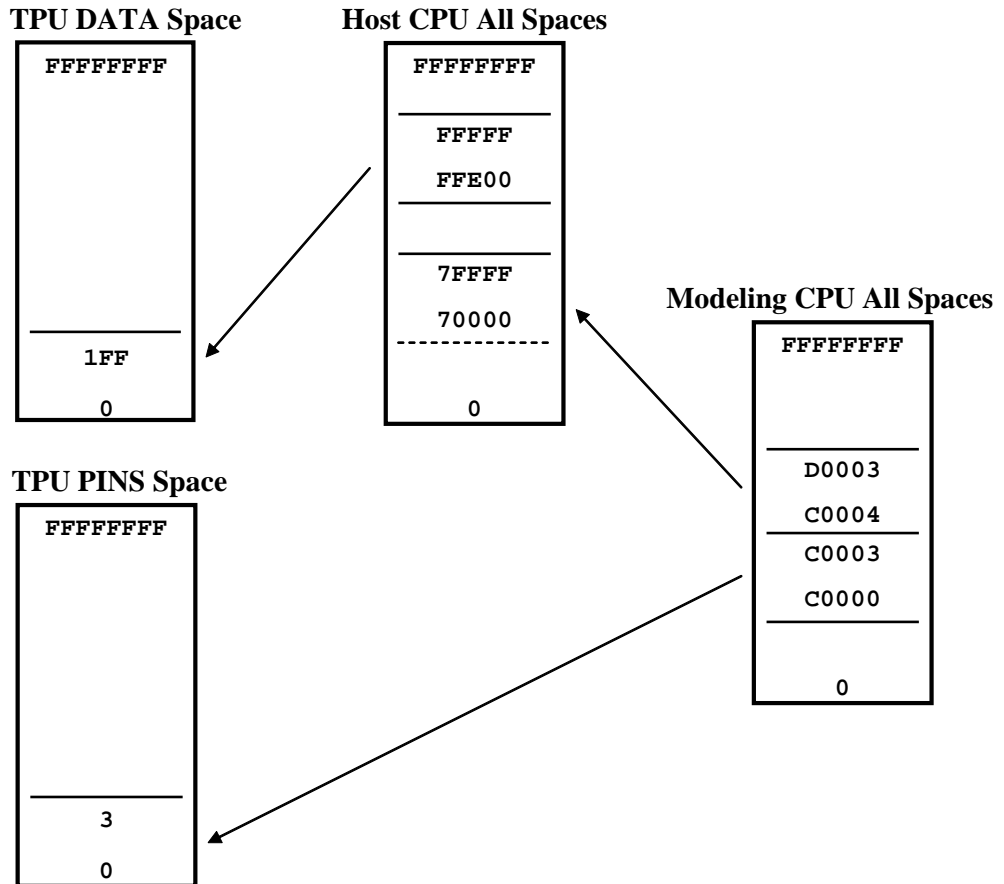 TPU DATA Space
FFFFFFFF
1FF
0
Host CPU All Spaces
FFFFFFFF
FFFFF
FFE00
7FFFF
70000
0
Modeling CPU All Spaces
FFFFFFFF
D0003
C0004
C0003
C0000
0
TPU PINS Space
FFFFFFFF
3
0